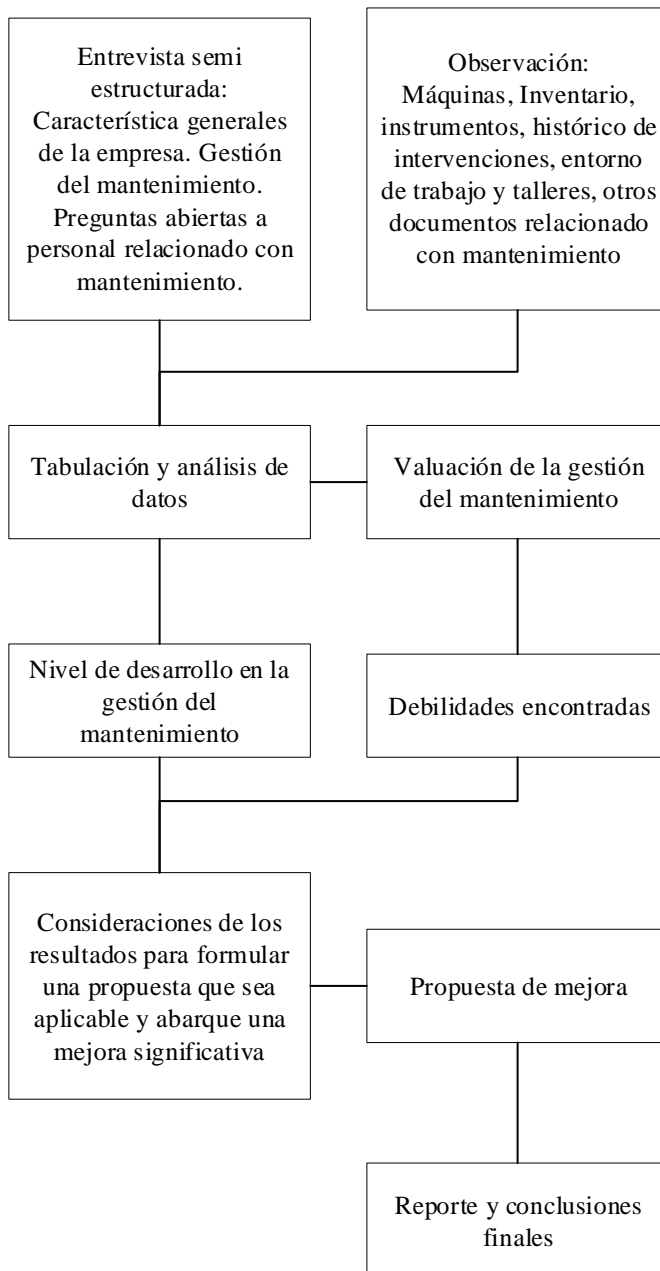 Entrevista semi
estructurada:
Característica generales
de la empresa. Gestión
del mantenimiento.
Preguntas abiertas a
personal relacionado con
mantenimiento.
Observación:
Máquinas, Inventario,
instrumentos, histórico de
intervenciones, entorno
de trabajo y talleres, otros
documentos relacionado
con mantenimiento
Tabulación y análisis de
datos
Valuación de la gestión
del mantenimiento
Nivel de desarrollo en la
gestión del
mantenimiento
Debilidades encontradas
Consideraciones de los
resultados para formular
una propuesta que sea
aplicable y abarque una
mejora significativa
Propuesta de mejora
Reporte y conclusiones
finales